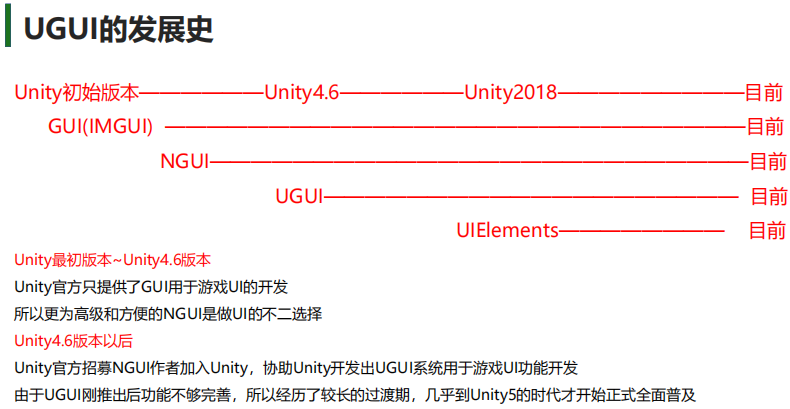 UGUI的发展史
Unity初始版本——————Unity4.6——————Unity2018—————————目前
GUI(IMGUI) ————————————————————————————目前
NGUI——————————————————————————目前
UGUI———————————————————— 目前
UIElements———————— 目前
Unity最初版本~Unity4.6版本
Unity官方只提供了GUI用于游戏UI的开发
所以更为高级和方便的NGUI是做UI的不二选择
Unity4.6版本以后
Unity官方招募NGUI作者加入Unity，协助Unity开发出UGUI系统用于游戏UI功能开发
由于UGUI刚推出后功能不够完善，所以经历了较长的过渡期，几乎到Unity5的时代才开始正式全面普及